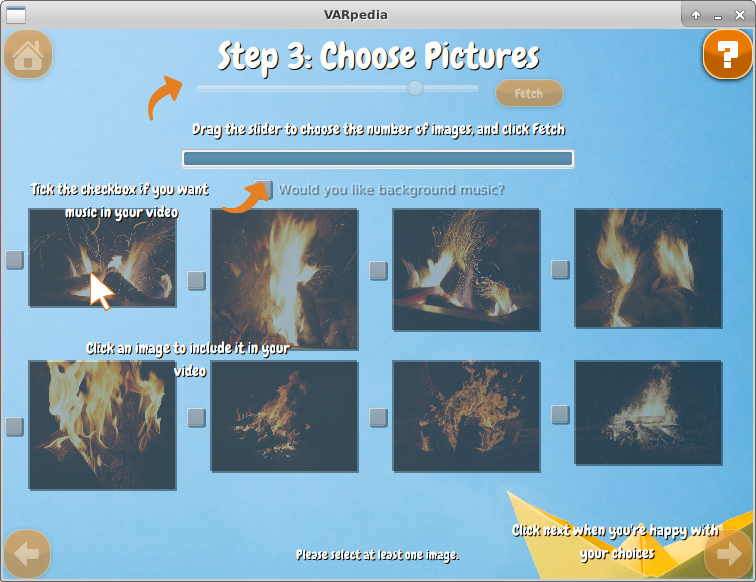 VARpedia
Step 3: Choose Pictures
?
Fetch
Drag the slider to choose the number of images, and click Fetch
Tick the checkbox if you want
music in your video
Would you like background music?
Click an image to include it in your
video
Click next when you're happy with
your choices
Please select at least one image.